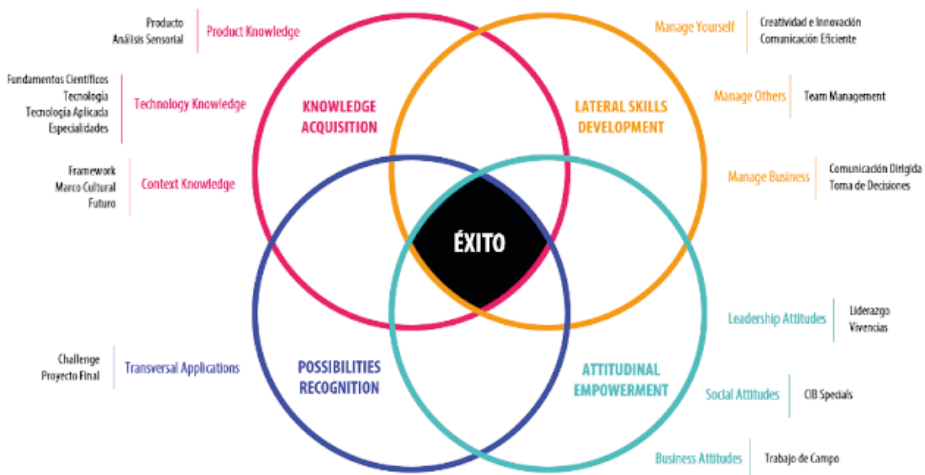 Producto
Análisis Sensorial
Product Knowledge
Fundamentos Científicos
Tecnología
Tecnología Aplicada
Especialidades
Technology Knowledge
Framework
Marco Cultural
Futuro
Context Knowledge
KNOWLEDGE
ACQUISITION
LATERAL SKILLS
DEVELOPMENT
Manage Yourself
Creatividad e Innovación
Comunicación Eficiente
Manage Others
Team Management
Manage Business
Comunicación Dirigida
Toma de Decisiones
ÉXITO
Challenge
Proyecto Final
Transversal Applications
POSSIBILITIES
RECOGNITION
ATTITUDINAL
EMPOWERMENT
Leadership Attitudes
Liderazgo
Vivencias
Social Attitudes
CIB Specials
Business Attitudes
Trabajo de Campo